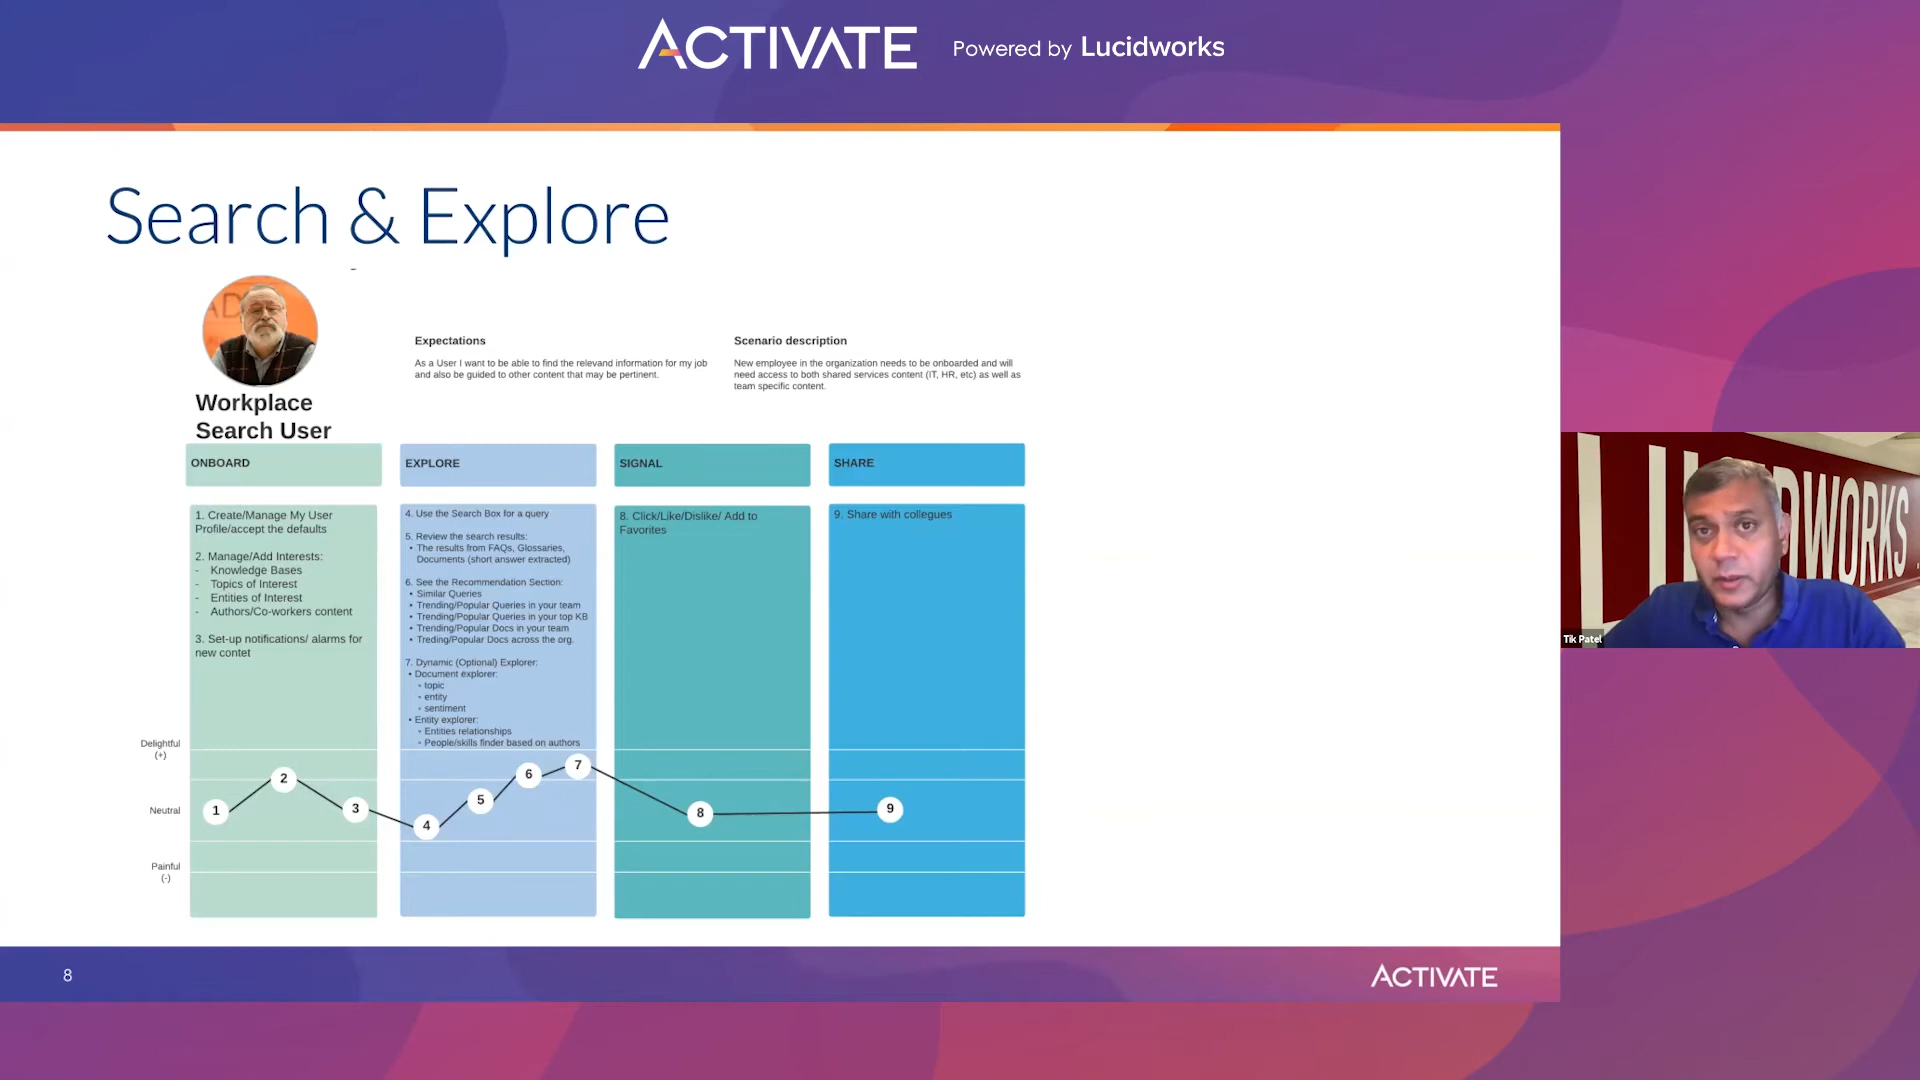 ACTIVATE Powered by Lucidworks
Search & Explore
AD
Workplace
Search User
Expectations
As a User I want to be able to find the relevand information for my job
and also be guided to other content that may be pertinent.
Scenario description
New employee in the organization needs to be onboarded and will
need access to both shared services content (IT, HR, etc) as well as
team specific content.
ONBOARD
1. Create/Manage My User
Profile/accept the defaults
2. Manage/Add Interests:
- Knowledge Bases
- Topics of Interest
- Entities of Interest
- Authors/Co-workers content
3. Set-up notifications/ alarms for
new contet
EXPLORE
4. Use the Search Box for a query
5. Review the search results:
• The results from FAQs, Glossaries,
Documents (short answer extracted)
6. See the Recommendation Section:
• Similar Queries
• Trending/Popular Queries in your team
• Trending/Popular Queries in your top KB
• Trending/Popular Docs in your team
• Treding/Popular Docs across the org.
7. Dynamic (Optional) Explorer:
• Document explorer:
• topic
• entity
• sentiment
• Entity explorer:
• Entities relationships
• People/skills finder based on authors
SIGNAL
8. Click/Like/Dislike/ Add to
Favorites
SHARE
9. Share with collegues
Delightful
(+)
Neutral
Painful
(-)
1
2
3
4
5
6
7
8
9
8
ACTIVATE
Tik Patel